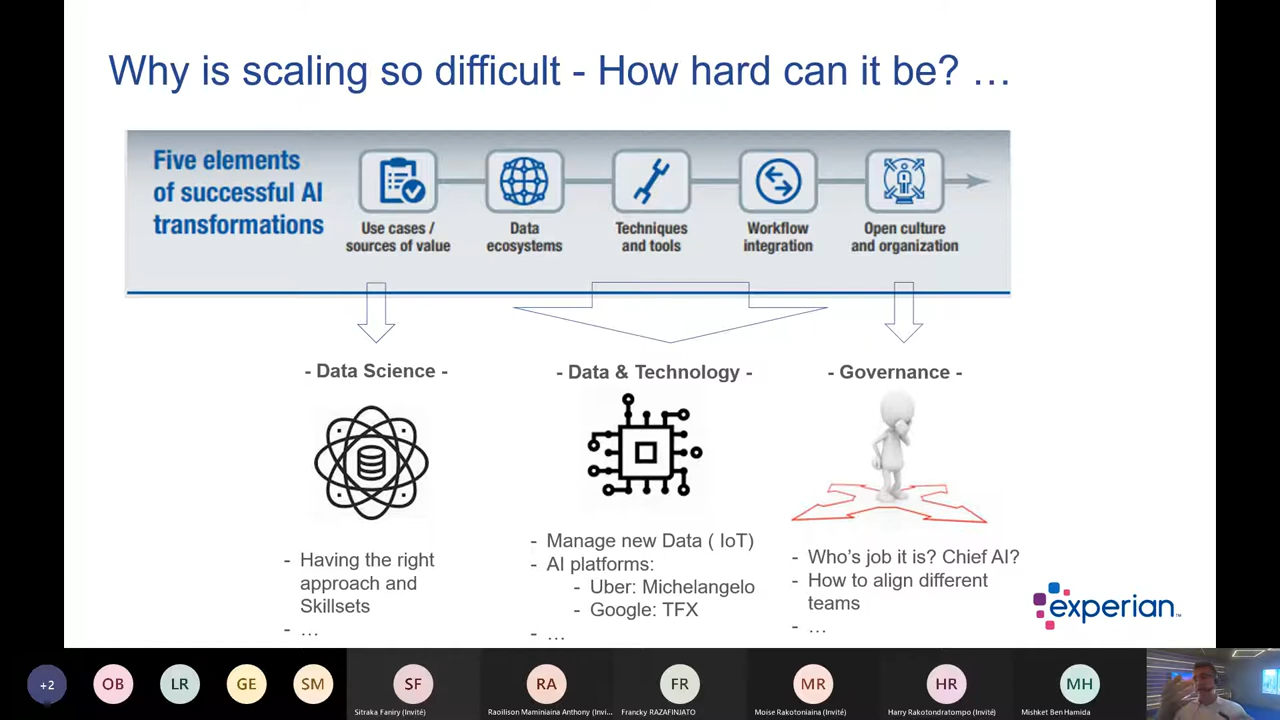 Why is scaling so difficult - How hard can it be? …
Five elements
of successful AI
transformations
Use cases /
sources of value
Data
ecosystems
Techniques
and tools
Workflow
integration
Open culture
and organization
- Data Science -
- Having the right
approach and
Skillsets
- …
- Data & Technology -
- Manage new Data ( IoT)
- AI platforms:
- Uber: Michelangelo
- Google: TFX
- …
- Governance -
- Who’s job it is? Chief AI?
- How to align different
teams
- …
experian™
+2
OB
LR
GE
SM
SF
Sitraka Faniry (Invité)
RA
Raoilison Maminiaina Anthony (Invi...
FR
Francky RAZAFINJATO
MR
Moise Rakotoniaina (Invité)
HR
Harry Rakotondratompo (Invité)
MH
Mishket Ben Hamida